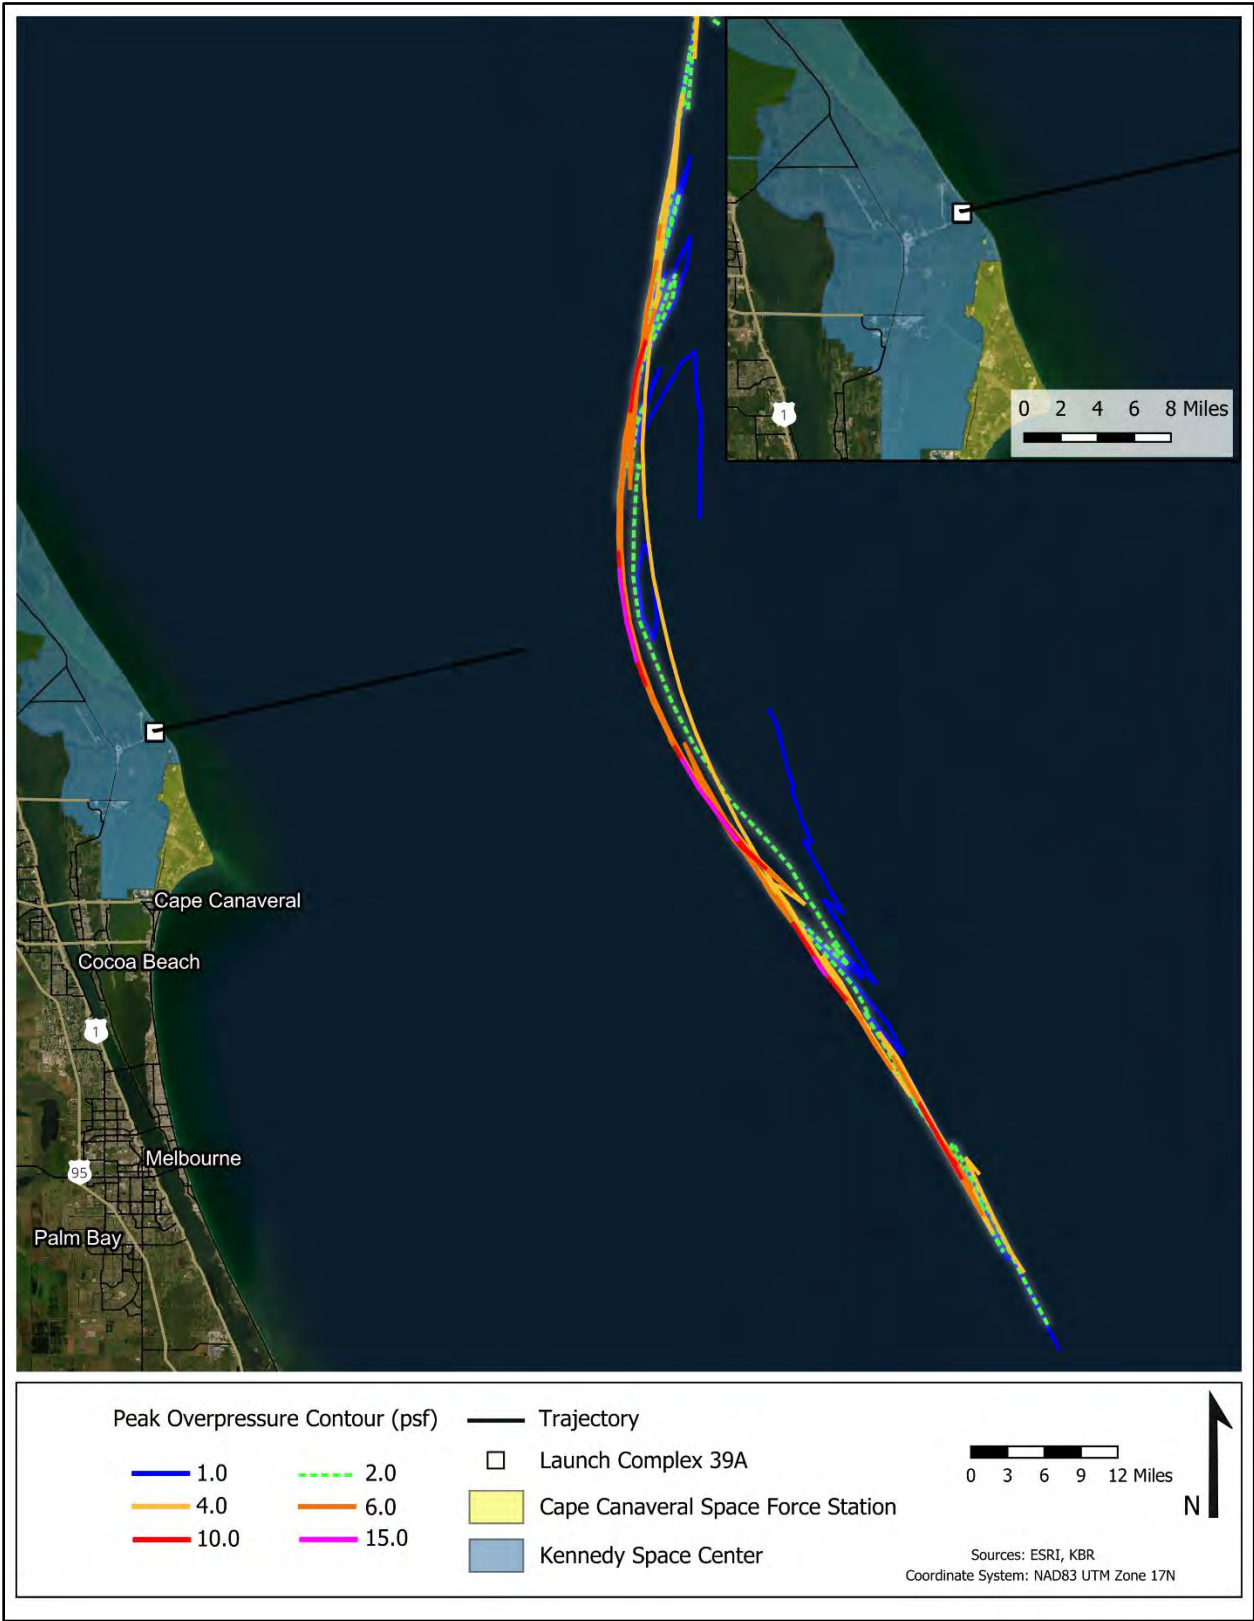 0 2 4 6 8 Miles
1
Cape Canaveral
Cocoa Beach
1
Melbourne
95
Palm Bay
Peak Overpressure Contour (psf)
1.0
2.0
4.0
6.0
10.0
15.0
Trajectory
Launch Complex 39A
Cape Canaveral Space Force Station
Kennedy Space Center
0 3 6 9 12 Miles
N
Sources: ESRI, KBR
Coordinate System: NAD83 UTM Zone 17N